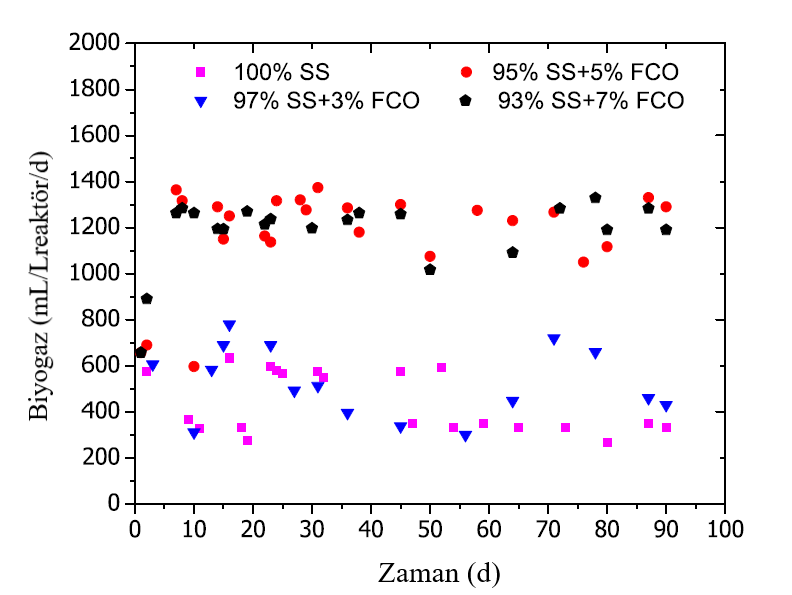 2000
1800
1600
1400
1200
1000
800
600
400
200
0
Biyogaz (mL/Lreaktör/d)
100% SS
95% SS+5% FCO
97% SS+3% FCO
93% SS+7% FCO
0 10 20 30 40 50 60 70 80 90 100
Zaman (d)